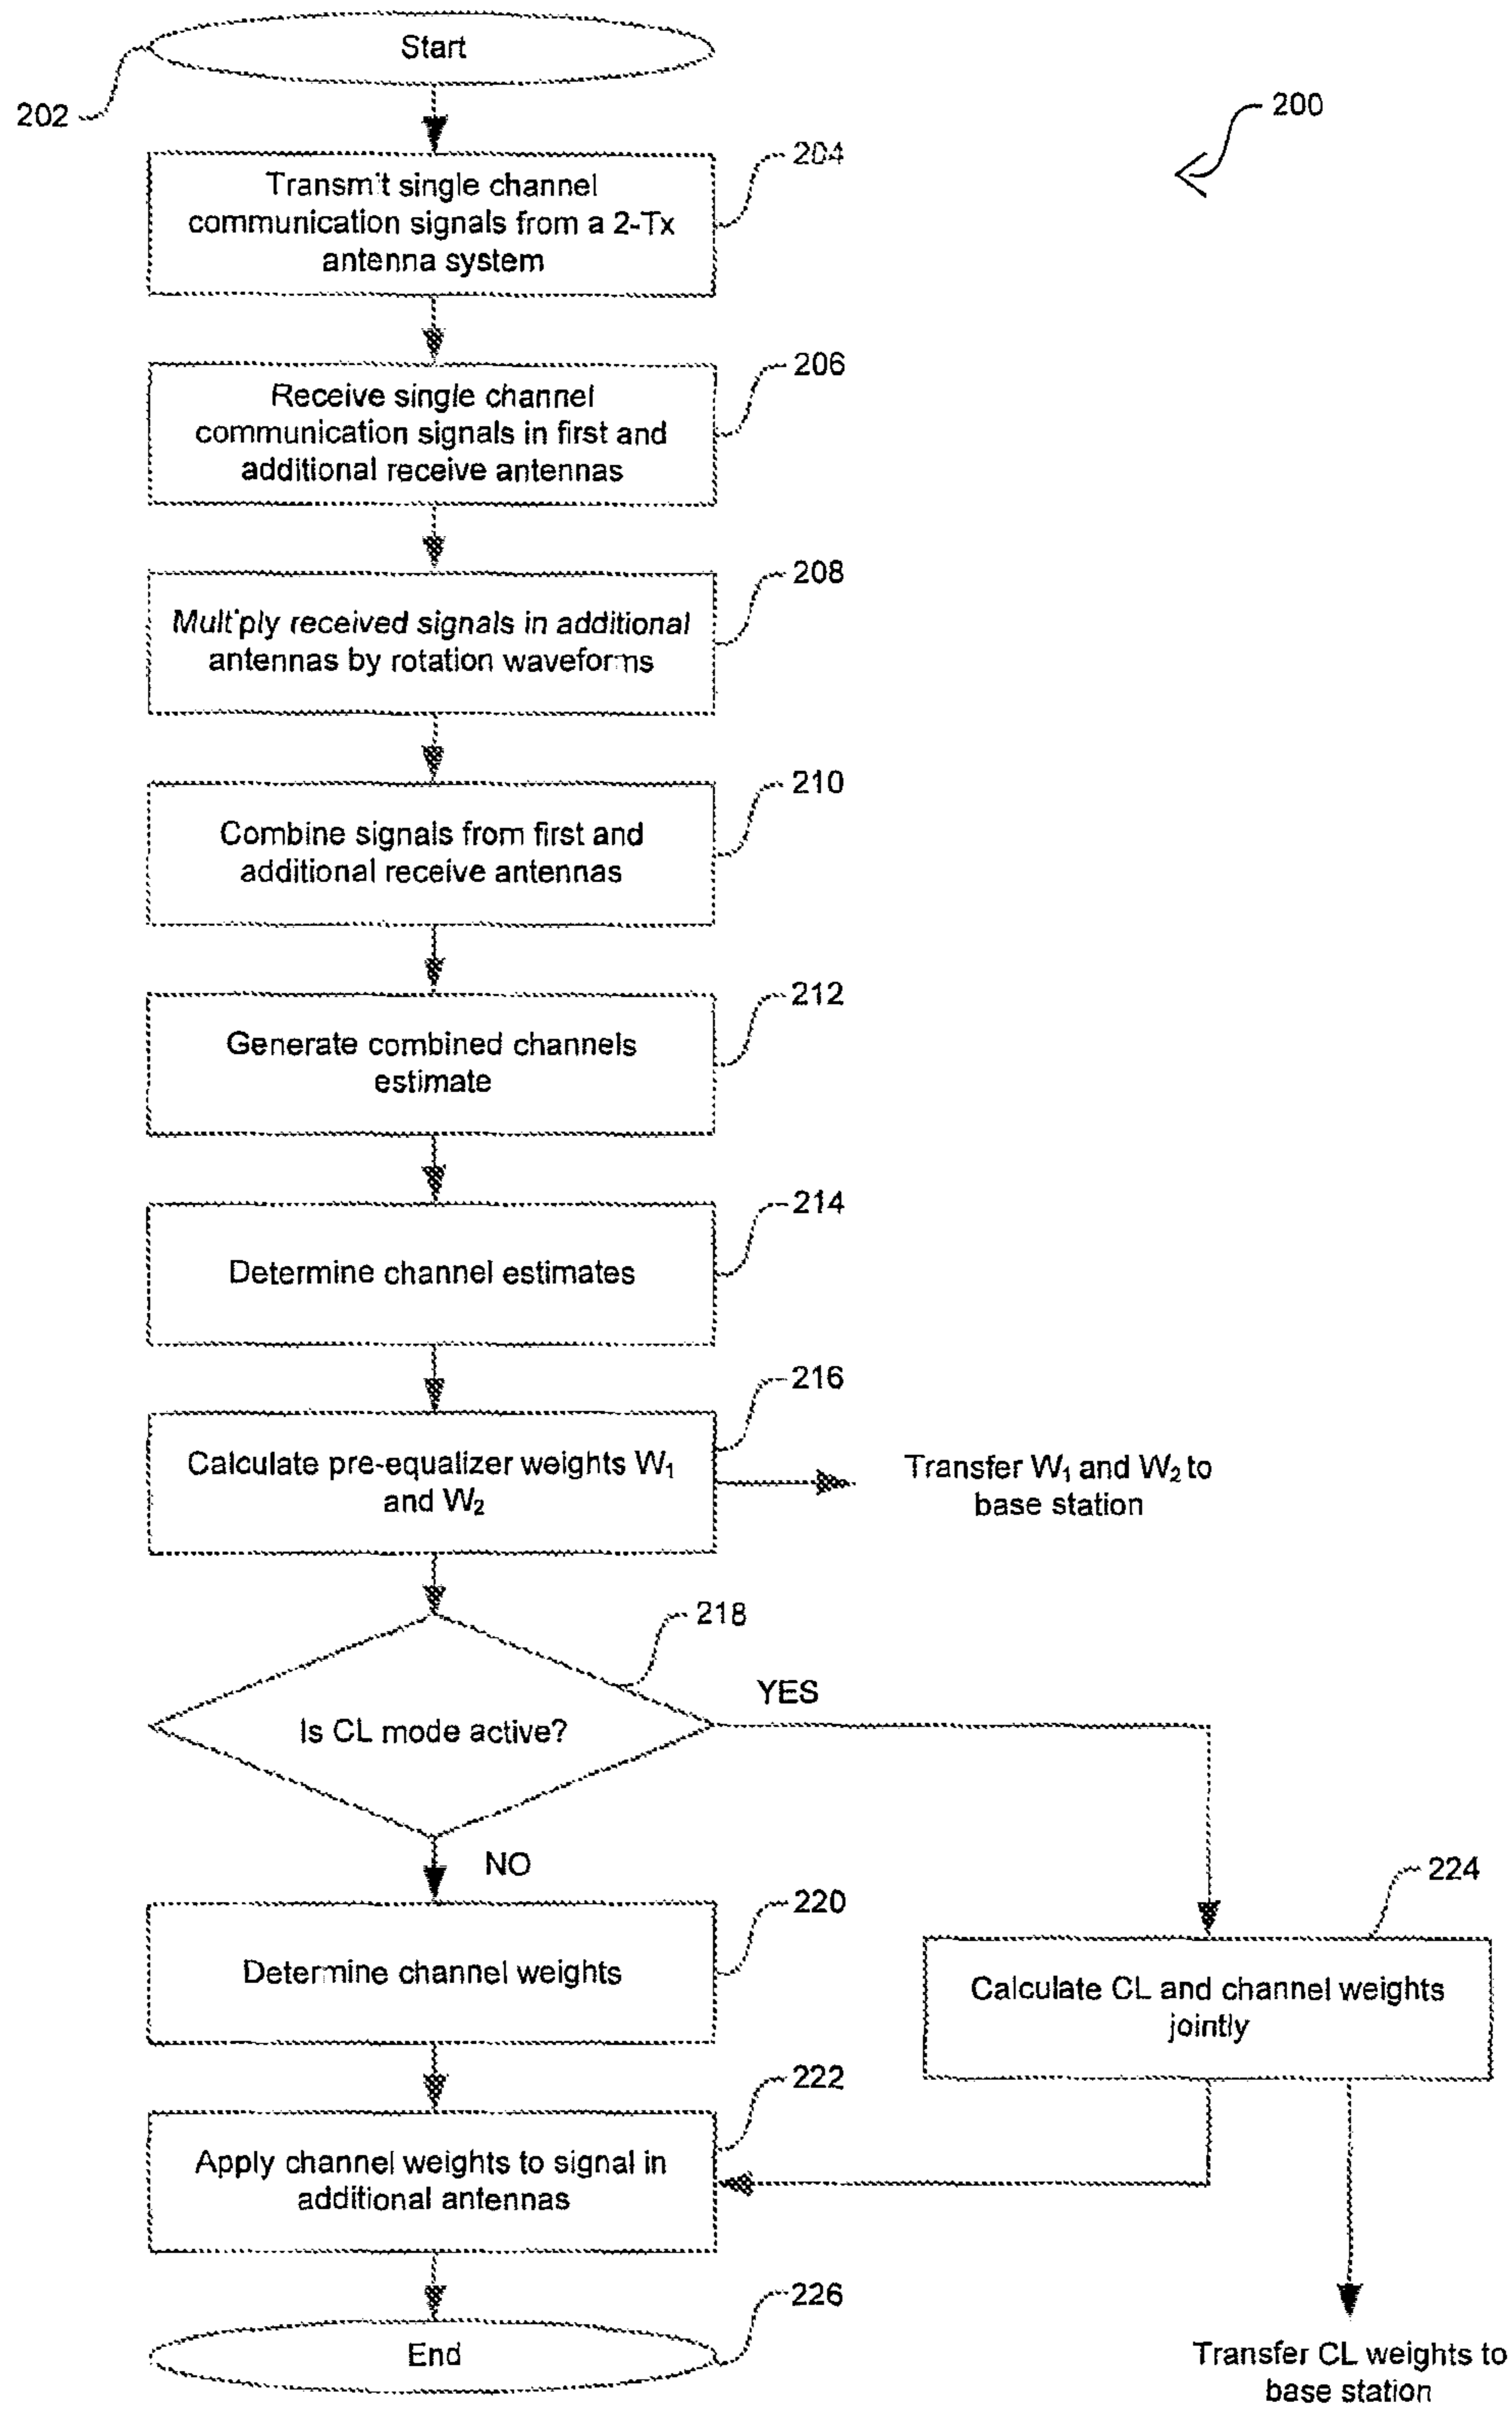 Start
202
200
204
Transmit single channel
communication signals from a 2-Tx
antenna system
206
Receive single channel
communication signals in first and
additional receive antennas
208
Multiply received signals in additional
antennas by rotation waveforms
210
Combine signals from first and
additional receive antennas
212
Generate combined channels
estimate
214
Determine channel estimates
216
Calculate pre-equalizer weights W₁
and W₂
Transfer W₁ and W₂ to
base station
218
YES
Is CL mode active?
NO
220
Determine channel weights
224
Calculate CL and channel weights
jointly
222
Apply channel weights to signal in
additional antennas
226
End
Transfer CL weights to
base station